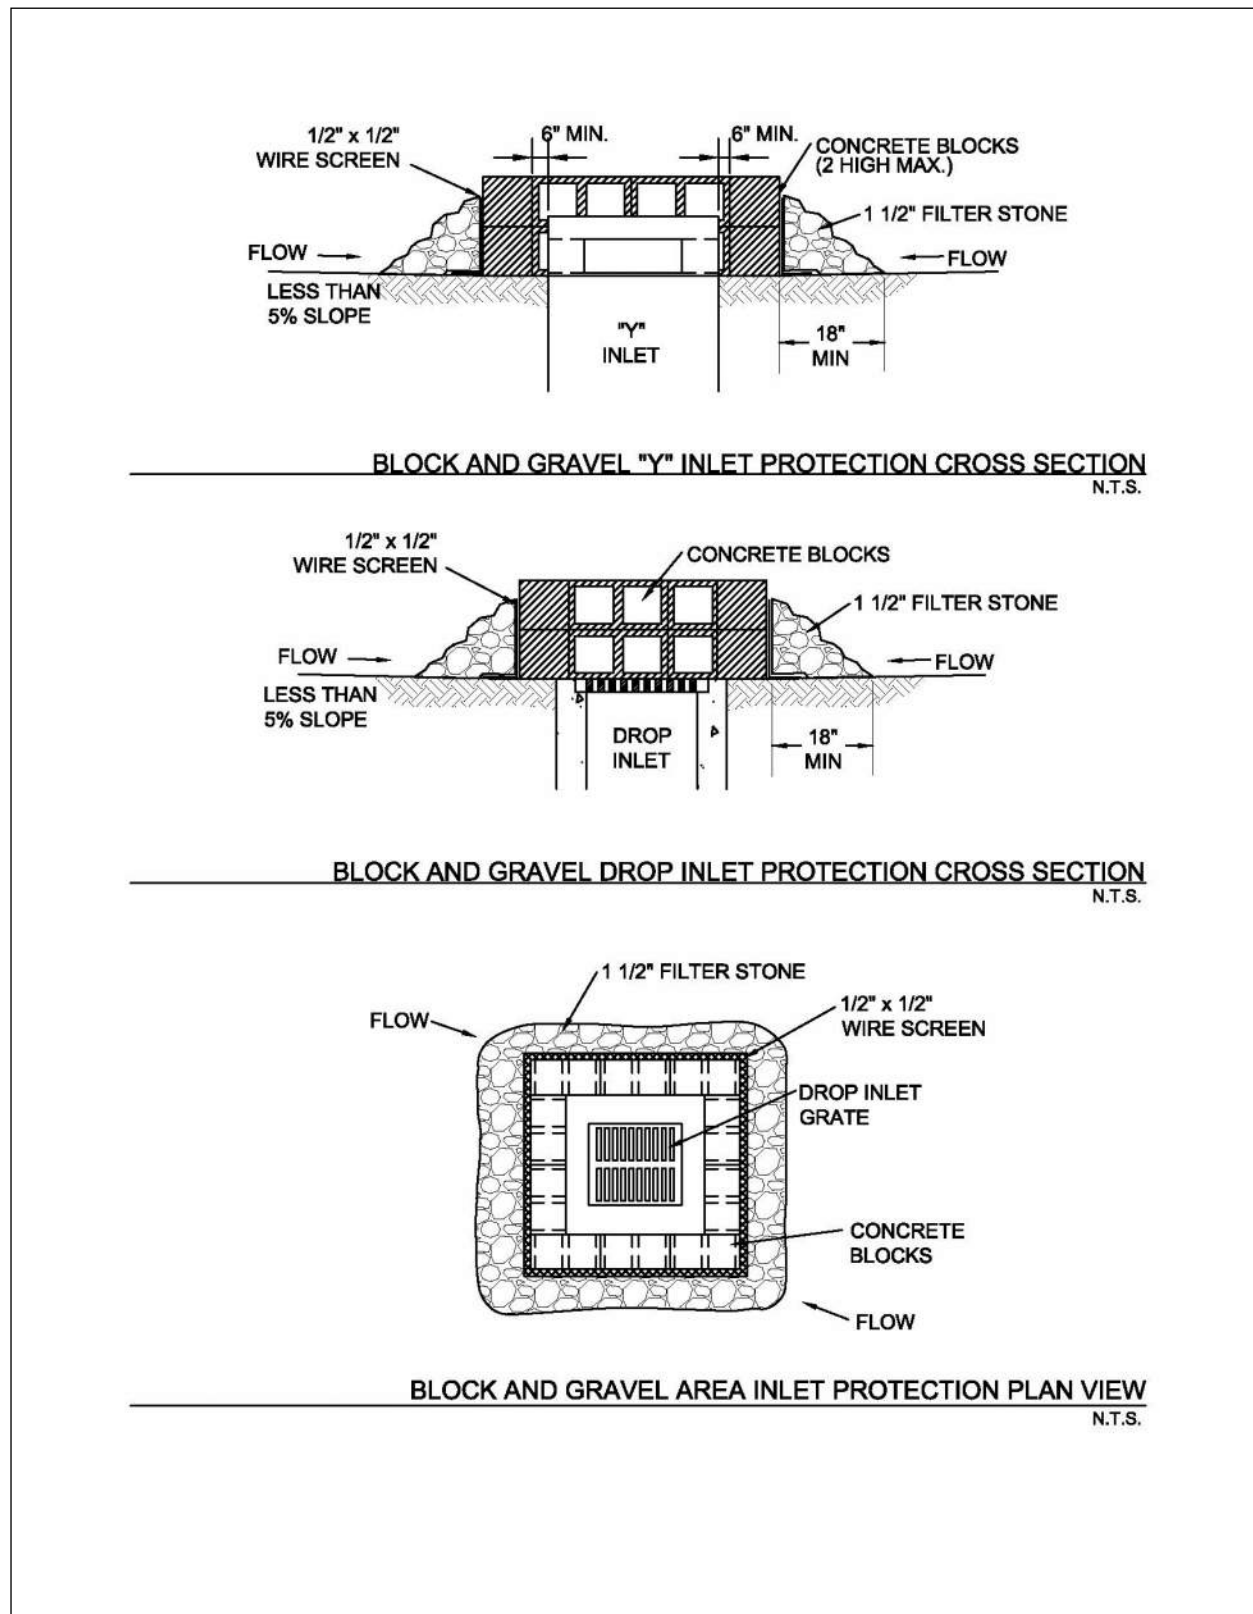 1/2" x 1/2"
WIRE SCREEN
6" MIN.
6" MIN.
CONCRETE BLOCKS
(2 HIGH MAX.)
1 1/2" FILTER STONE
FLOW
FLOW
LESS THAN
5% SLOPE
"Y"
INLET
18"
MIN
BLOCK AND GRAVEL "Y" INLET PROTECTION CROSS SECTION
N.T.S.
1/2" x 1/2"
WIRE SCREEN
CONCRETE BLOCKS
1 1/2" FILTER STONE
FLOW
FLOW
LESS THAN
5% SLOPE
DROP
INLET
18"
MIN
BLOCK AND GRAVEL DROP INLET PROTECTION CROSS SECTION
N.T.S.
1 1/2" FILTER STONE
FLOW
1/2" x 1/2"
WIRE SCREEN
DROP INLET
GRATE
CONCRETE
BLOCKS
FLOW
BLOCK AND GRAVEL AREA INLET PROTECTION PLAN VIEW
N.T.S.